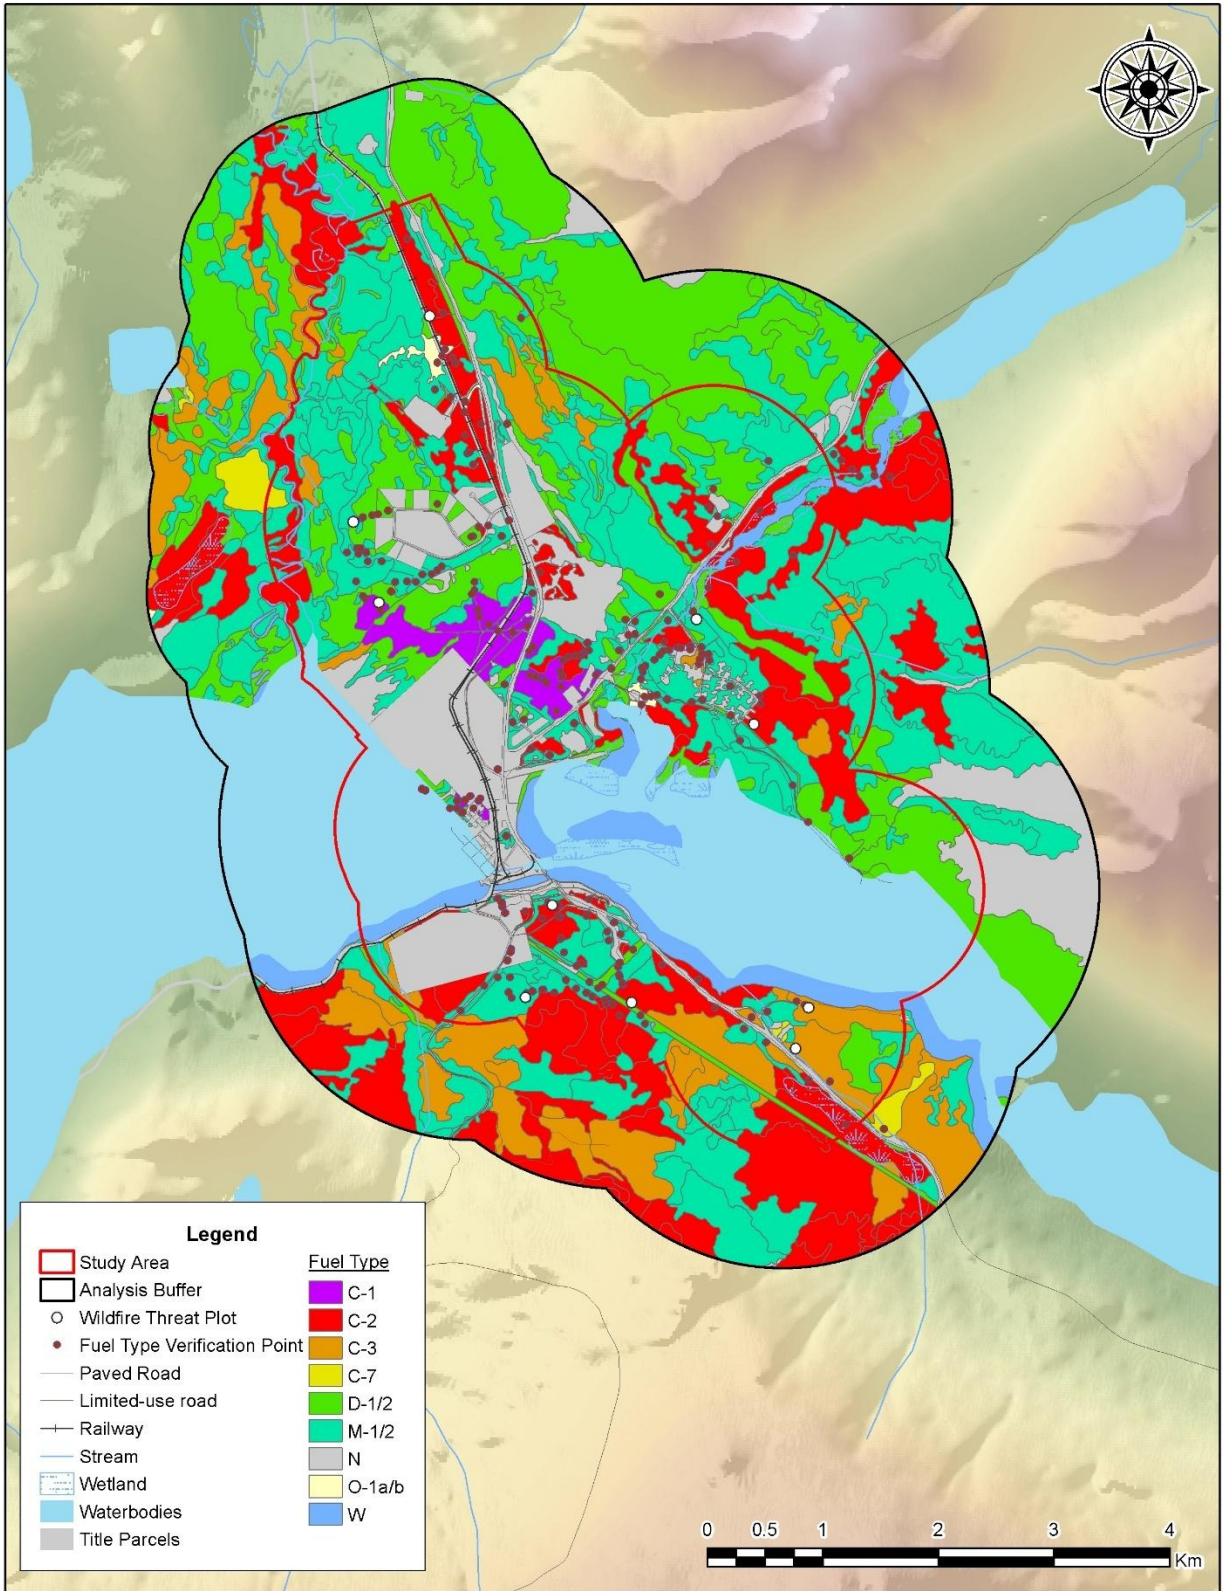 Legend
Study Area
Analysis Buffer
Wildfire Threat Plot
Fuel Type Verification Point
Paved Road
Limited-use road
Railway
Stream
Wetland
Waterbodies
Title Parcels
Fuel Type
C-1
C-2
C-3
C-7
D-1/2
M-1/2
N
O-1a/b
W
0 0.5 1 2 3 4
Km